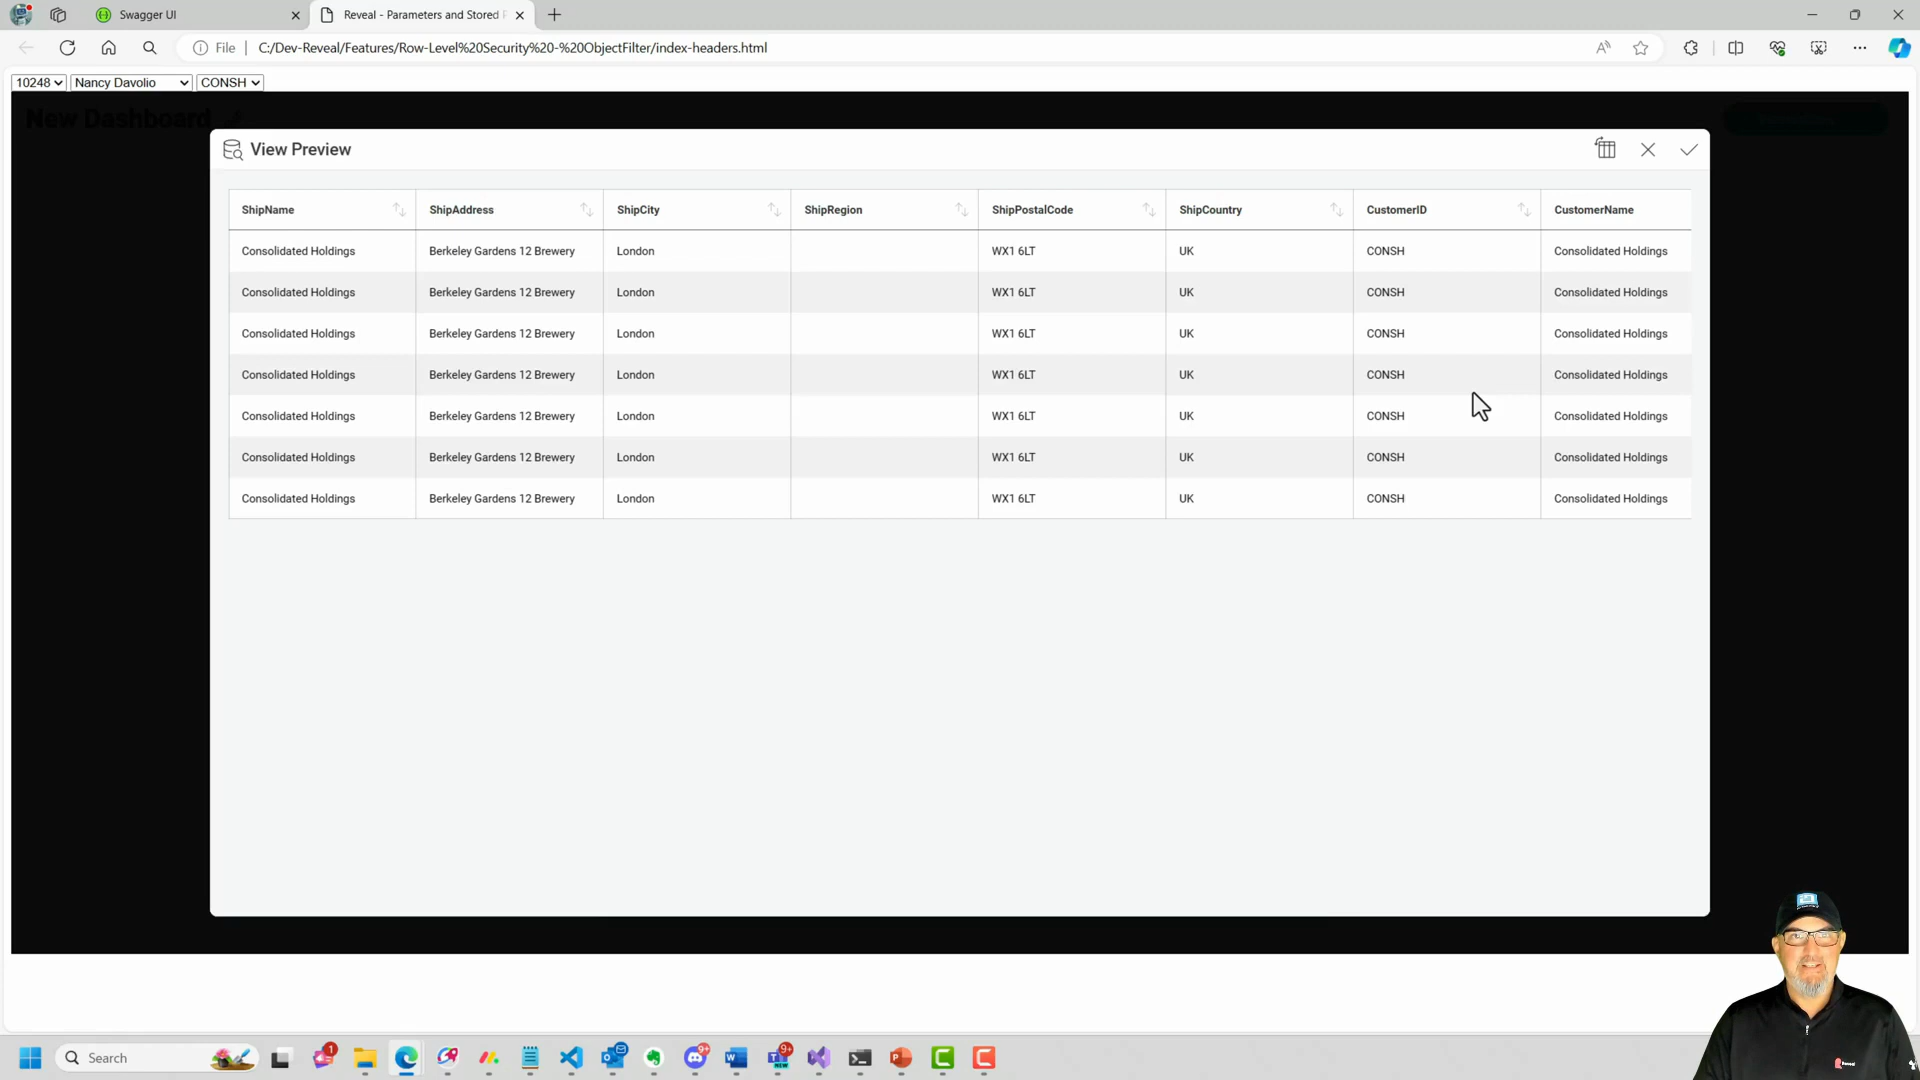 Swagger UI
Reveal - Parameters and Stored
File
C:/Dev-Reveal/Features/Row-Level%20Security%20-%20ObjectFilter/index-headers.html
10248 Nancy Davolio CONSH
New Dashboard
View Preview
ShipName ShipAddress ShipCity ShipRegion ShipPostalCode ShipCountry CustomerID CustomerName
Consolidated Holdings Berkeley Gardens 12 Brewery London WX1 6LT UK CONSH Consolidated Holdings
Consolidated Holdings Berkeley Gardens 12 Brewery London WX1 6LT UK CONSH Consolidated Holdings
Consolidated Holdings Berkeley Gardens 12 Brewery London WX1 6LT UK CONSH Consolidated Holdings
Consolidated Holdings Berkeley Gardens 12 Brewery London WX1 6LT UK CONSH Consolidated Holdings
Consolidated Holdings Berkeley Gardens 12 Brewery London WX1 6LT UK CONSH Consolidated Holdings
Consolidated Holdings Berkeley Gardens 12 Brewery London WX1 6LT UK CONSH Consolidated Holdings
Consolidated Holdings Berkeley Gardens 12 Brewery London WX1 6LT UK CONSH Consolidated Holdings
Search